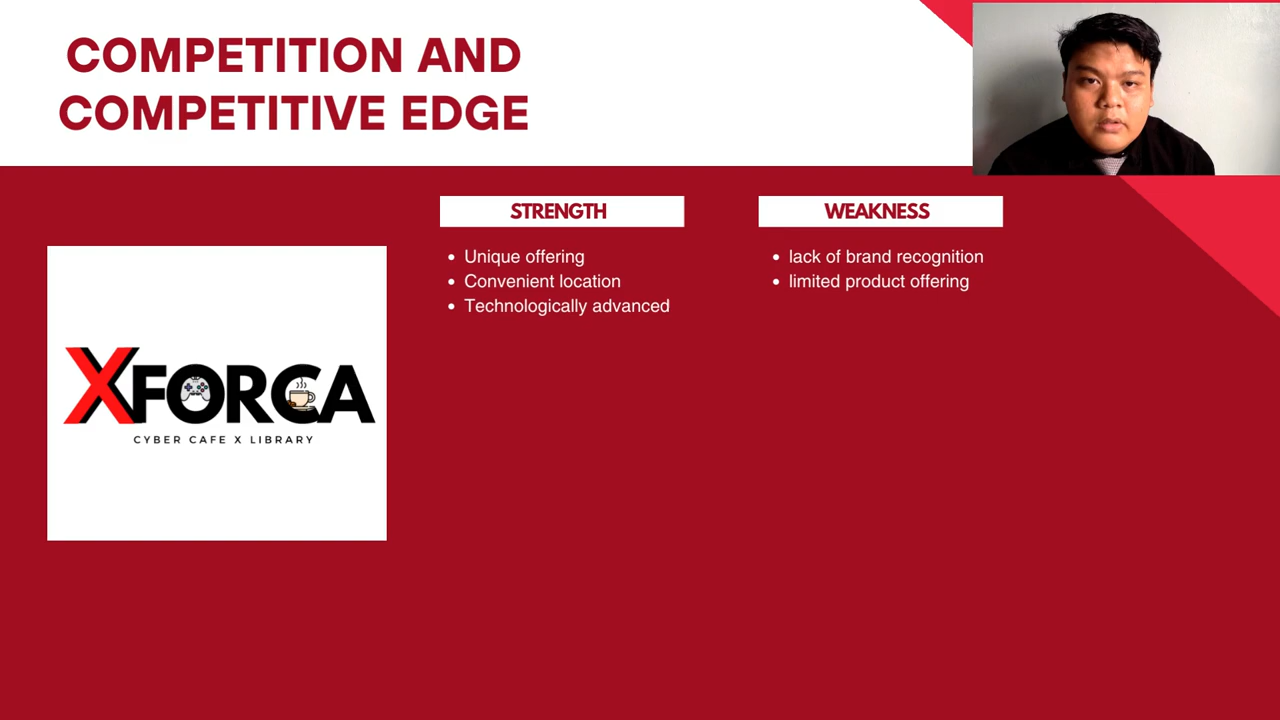 COMPETITION AND
COMPETITIVE EDGE
STRENGTH
• Unique offering
• Convenient location
• Technologically advanced
WEAKNESS
• lack of brand recognition
• limited product offering
XFORCA
CYBER CAFE X LIBRARY